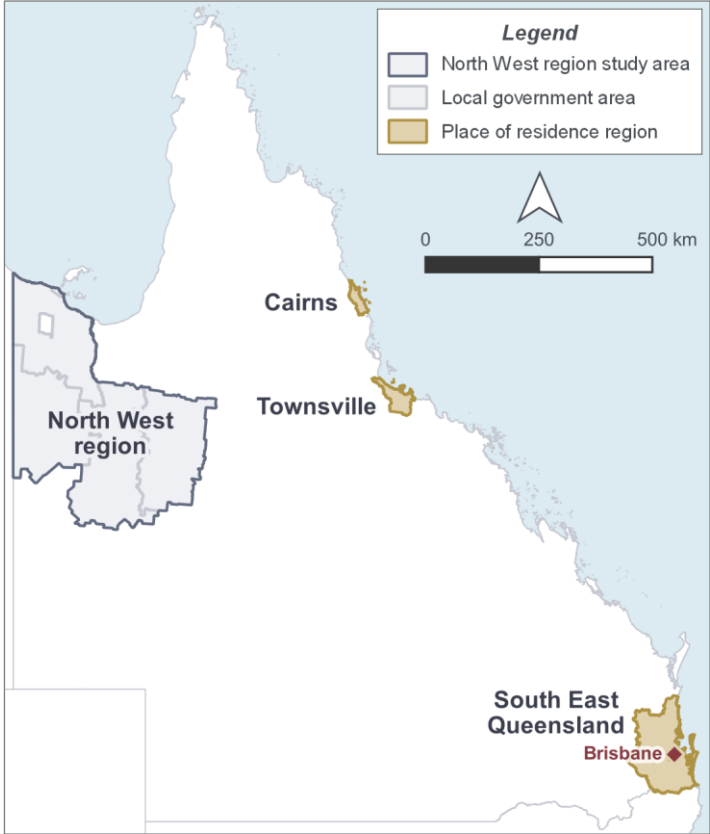 Legend
North West region study area
Local government area
Place of residence region
0 250 500 km
Cairns
Townsville
North West
region
South East
Queensland
Brisbane